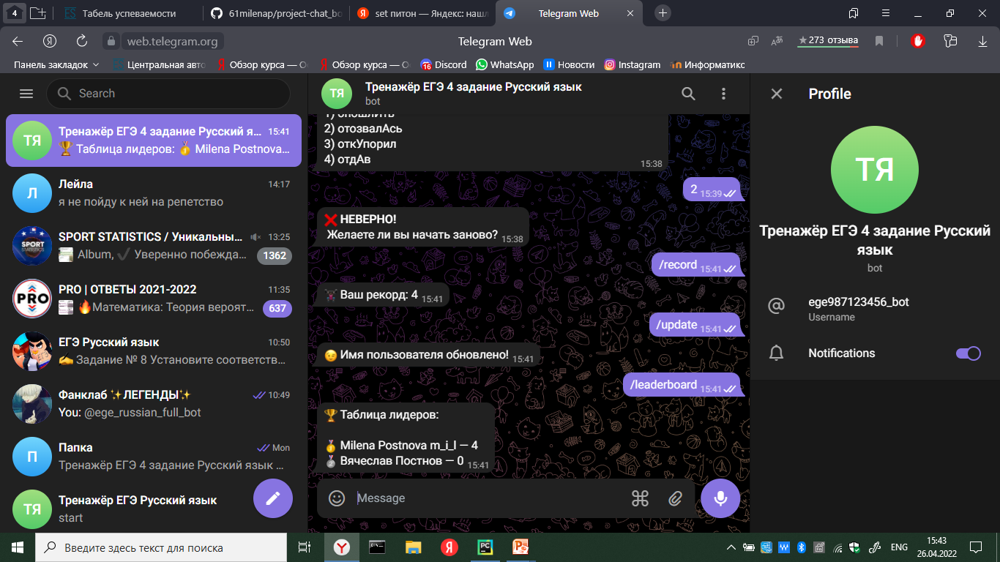 4
Табель успеваемости
61milenap/project-chat_bo
set питон — Яндекс: нашл
Telegram Web
web.telegram.org
Telegram Web
★273 отзыва
Панель закладок
Центральная авто
Обзор курса — Оc
Обзор курса — Оc
16
Discord
WhatsApp
Новости
Instagram
Информатикс
Search
ТЯ
Тренажёр ЕГЭ 4 задание Русский я...
15:41
🏆 Таблица лидеров: 🥇 Milena Postnova...
Л
Лейла
14:17
я не пойду к ней на репетство
SPORT STATISTICS
SPORT STATISTICS / Уникальны...
13:25
Album, ✔ Уверенно побежда...
1362
PRO
PRO | ОТВЕТЫ 2021-2022
11:35
🔥Математика: Теория вероят...
637
ЕГЭ Русский язык
10:50
✍ Задание № 8 Установите соответств...
Фанклаб ✨ЛЕГЕНДЫ✨
10:49
You: @ege_russian_full_bot
П
Папка
Mon
Тренажёр ЕГЭ 4 задание Русский язык ...
ТЯ
Тренажёр ЕГЭ Русский язык
start
ТЯ
Тренажёр ЕГЭ 4 задание Русский язык
bot
1) опошлить
2) отозвалАсь
3) откУпорил
4) отдАв
15:38
2 15:39
❌ НЕВЕРНО!
Желаете ли вы начать заново? 15:38
/record 15:41
Ваш рекорд: 4 15:41
/update 15:41
😉 Имя пользователя обновлено! 15:41
/leaderboard 15:41
🏆 Таблица лидеров:
🥇 Milena Postnova m_i_l — 4
🥈 Вячеслав Постнов — 0 15:41
Message
Profile
ТЯ
Тренажёр ЕГЭ 4 задание Русский
язык
bot
@
ege987123456_bot
Username
Notifications
Введите здесь текст для поиска
ENG
15:43
26.04.2022